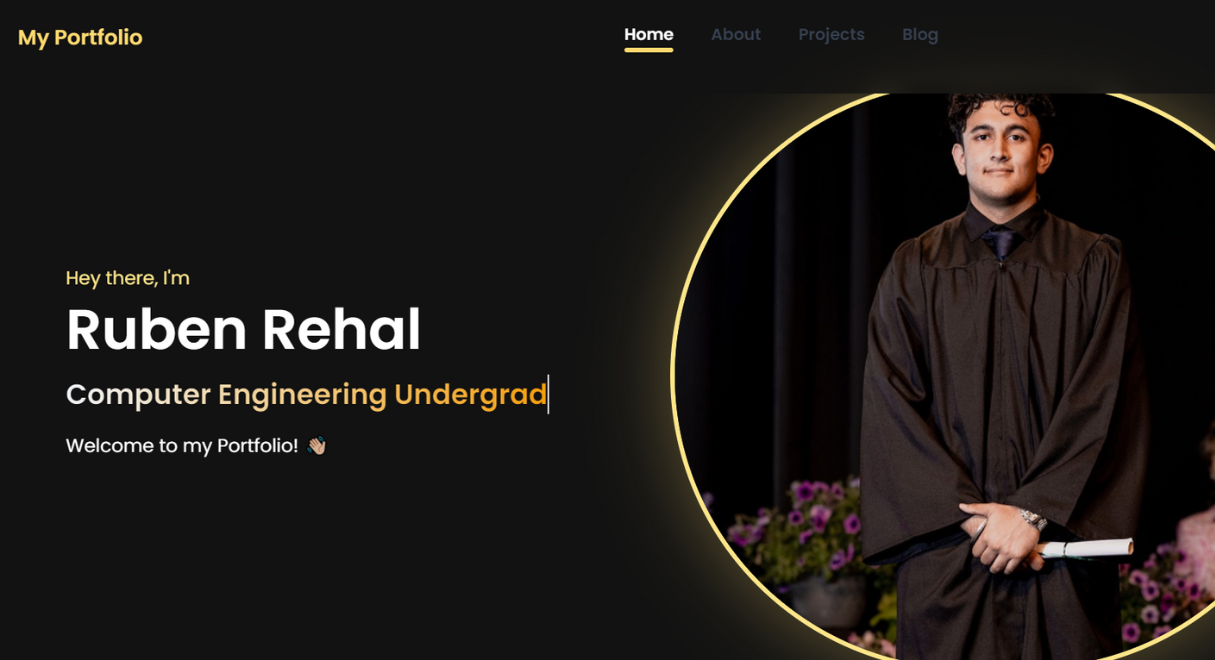 My Portfolio
Home About Projects Blog
Hey there, I'm
Ruben Rehal
Computer Engineering Undergrad
Welcome to my Portfolio! 👋🏼